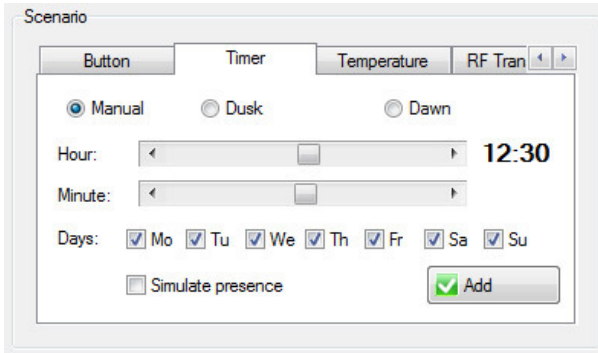 Scenario
Button Timer Temperature RF Tran
Manual Dusk Dawn
Hour: 12:30
Minute:
Days: Mo Tu We Th Fr Sa Su
Simulate presence Add